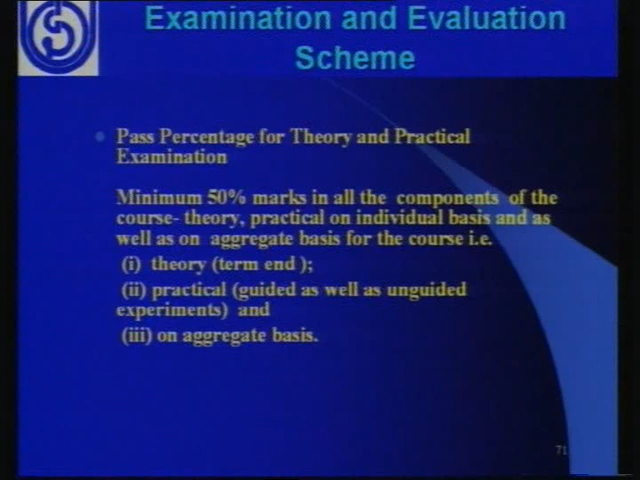 Examination and Evaluation
Scheme
Pass Percentage for Theory and Practical
Examination
Minimum 50% marks in all the components of the
course- theory, practical on individual basis and as
well as on aggregate basis for the course i.e.
(i) theory (term end );
(ii) practical (guided as well as unguided
experiments) and
(iii) on aggregate basis.
71